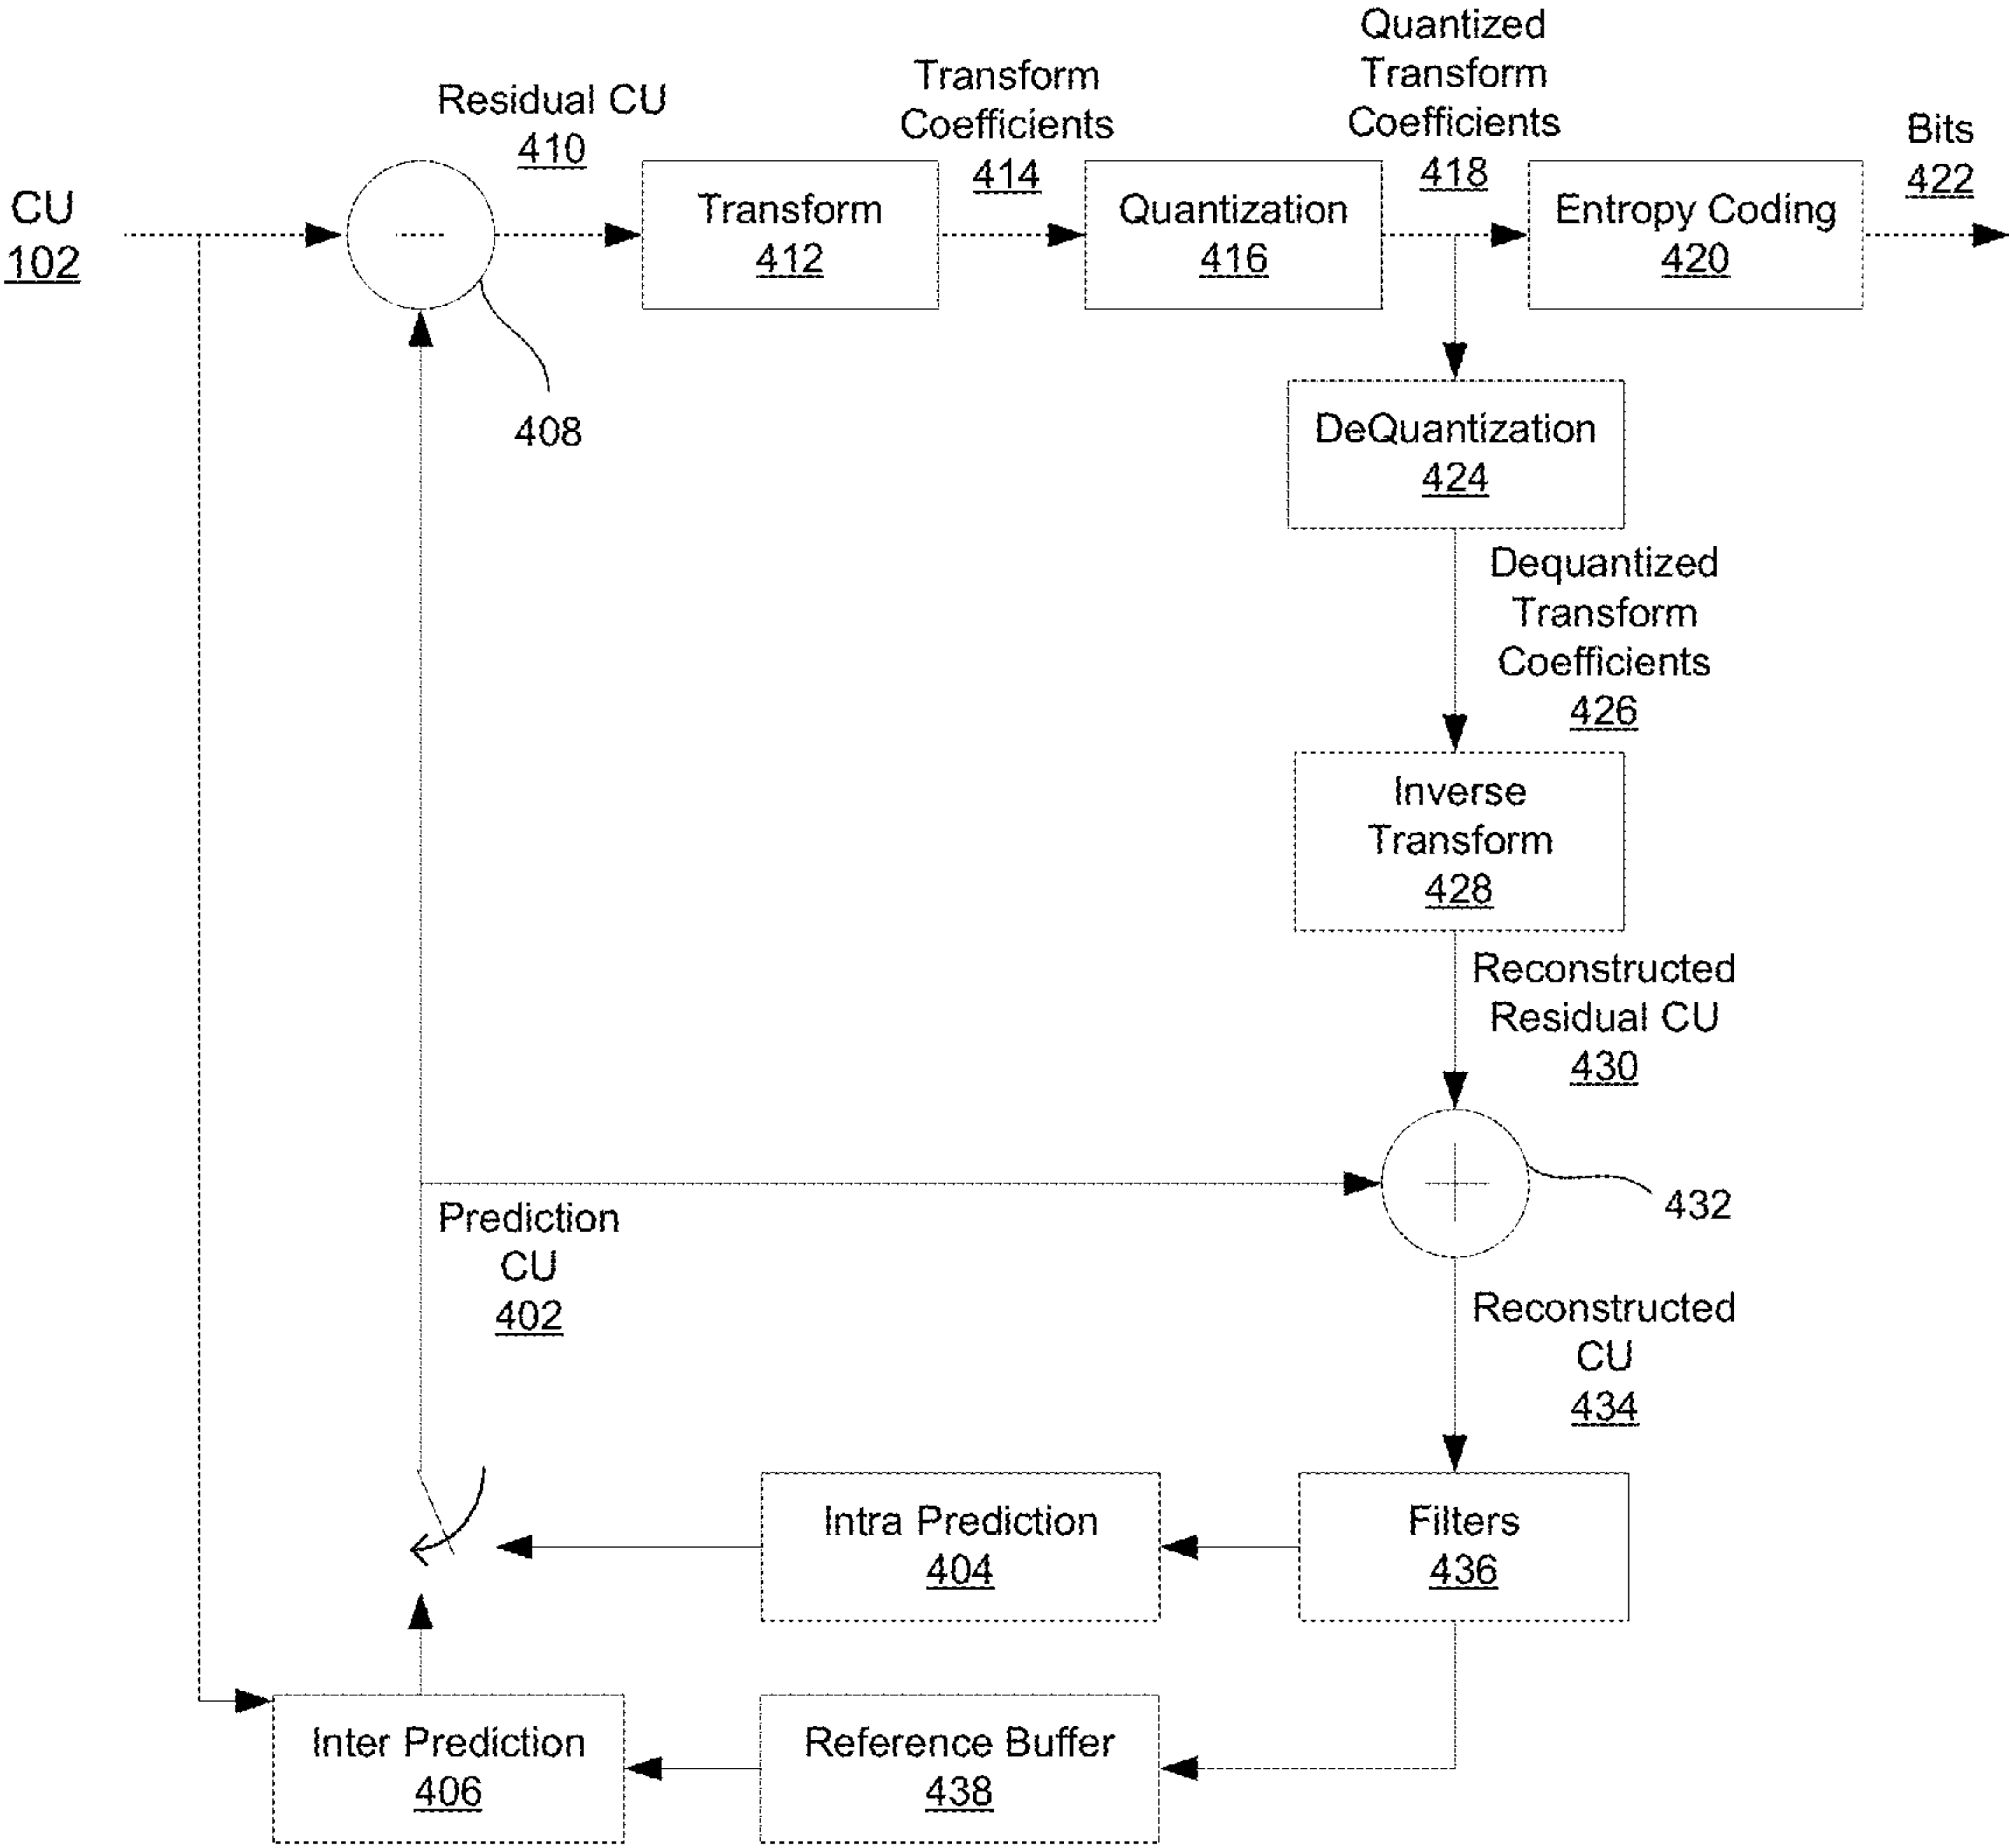 CU
102
Residual CU
410
408
Transform
412
Transform
Coefficients
414
Quantization
416
Quantized
Transform
Coefficients
418
Entropy Coding
420
Bits
422
DeQuantization
424
Dequantized
Transform
Coefficients
426
Inverse
Transform
428
Reconstructed
Residual CU
430
432
Prediction
CU
402
Reconstructed
CU
434
Intra Prediction
404
Filters
436
Inter Prediction
406
Reference Buffer
438